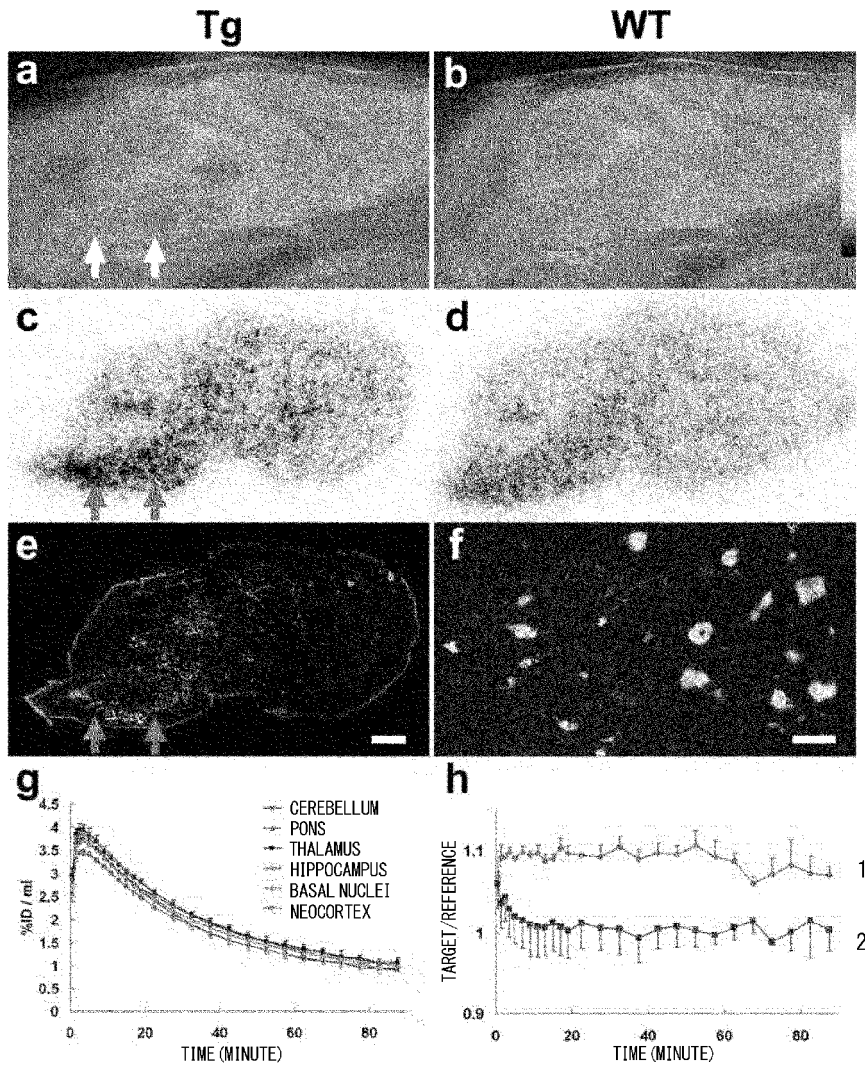 Tg
WT
a
b
c
d
e
f
g
4.5
4
3.5
3
2.5
2
1.5
1
0.5
0
%ID / ml
0
20
40
60
80
TIME (MINUTE)
CEREBELLUM
PONS
THALAMUS
HIPPOCAMPUS
BASAL NUCLEI
NEOCORTEX
h
TARGET/REFERENCE
1.1
1
0.9
0
20
40
60
80
TIME (MINUTE)
1
2